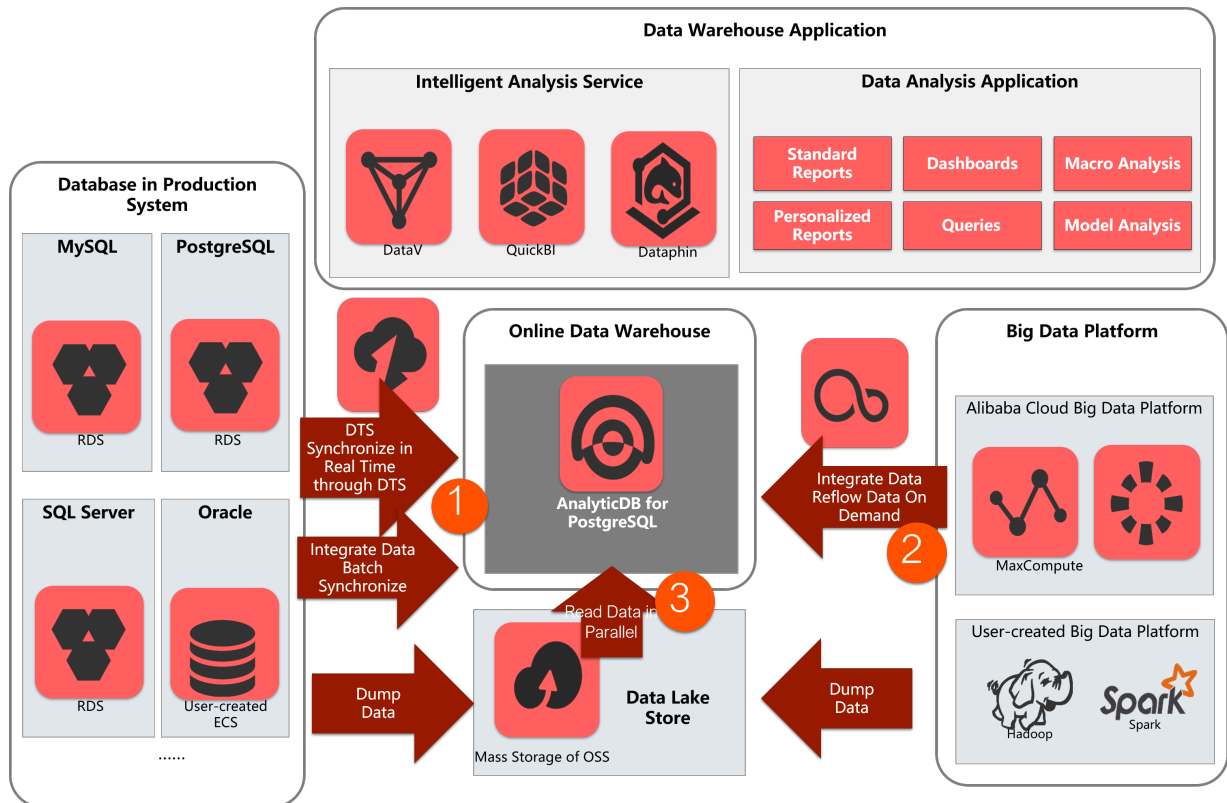 Data Warehouse Application
Intelligent Analysis Service
DataV
QuickBI
Dataphin
Data Analysis Application
Standard
Reports
Dashboards
Macro Analysis
Personalized
Reports
Queries
Model Analysis
Database in Production
System
MySQL
RDS
PostgreSQL
RDS
SQL Server
RDS
Oracle
User-created
ECS
......
DTS
Synchronize in
Real Time
through DTS
1
Integrate Data
Batch
Synchronize
Dump
Data
Online Data Warehouse
AnalyticDB for
PostgreSQL
3
Read Data in
Parallel
Data Lake
Store
Mass Storage of OSS
Integrate Data
Reflow Data On
Demand
2
Dump
Data
Big Data Platform
Alibaba Cloud Big Data Platform
MaxCompute
User-created Big Data Platform
Hadoop
Spark
Spark